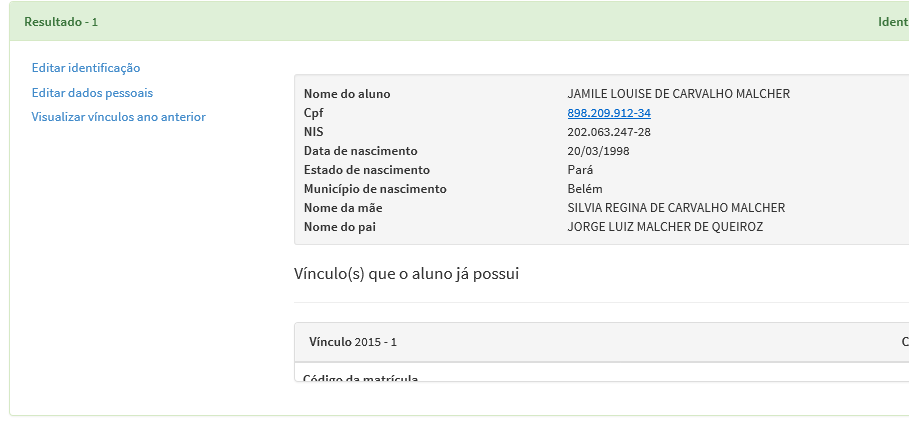 Resultado - 1
Ident
Editar identificação
Editar dados pessoais
Visualizar vínculos ano anterior
Nome do aluno JAMILE LOUISE DE CARVALHO MALCHER
Cpf 898.209.912-34
NIS 202.063.247-28
Data de nascimento 20/03/1998
Estado de nascimento Pará
Município de nascimento Belém
Nome da mãe SILVIA REGINA DE CARVALHO MALCHER
Nome do pai JORGE LUIZ MALCHER DE QUEIROZ
Vínculo(s) que o aluno já possui
Vínculo 2015 - 1 C
Código da matrícula